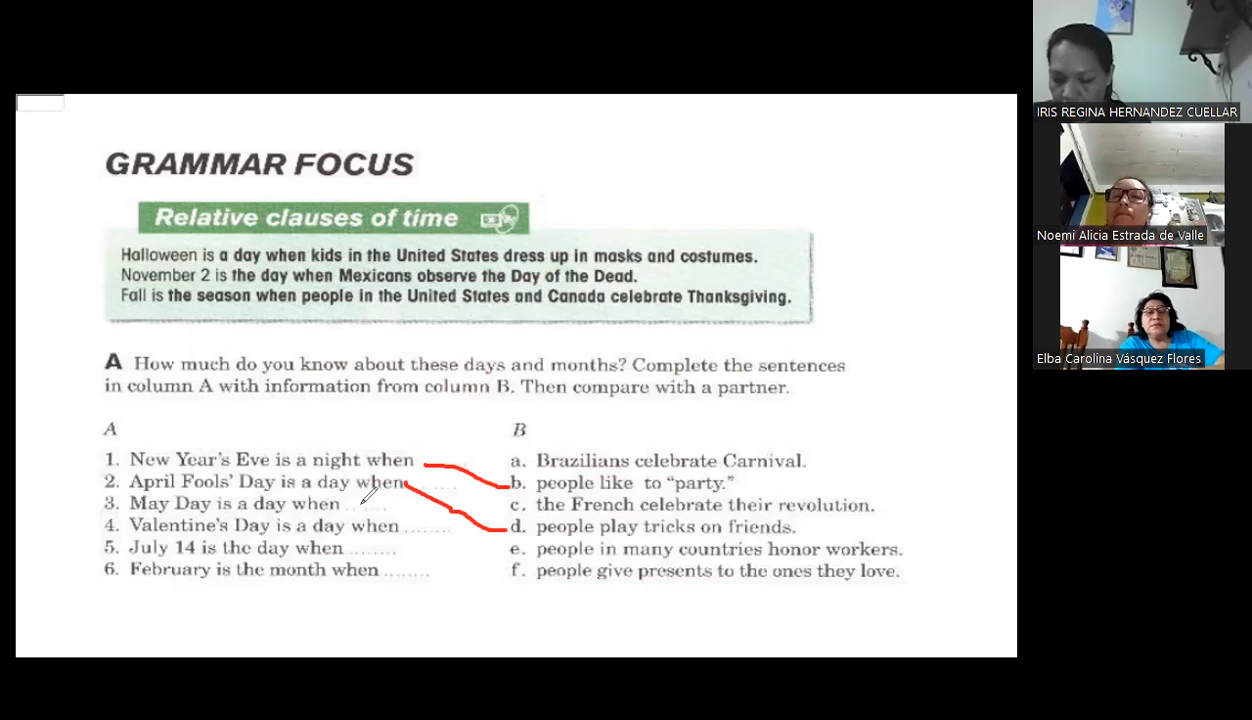 GRAMMAR FOCUS
Relative clauses of time
Halloween is a day when kids in the United States dress up in masks and costumes.
November 2 is the day when Mexicans observe the Day of the Dead.
Fall is the season when people in the United States and Canada celebrate Thanksgiving.
A How much do you know about these days and months? Complete the sentences
in column A with information from column B. Then compare with a partner.
A
1. New Year's Eve is a night when
2. April Fools' Day is a day when ........
3. May Day is a day when ........
4. Valentine's Day is a day when ........
5. July 14 is the day when ........
6. February is the month when ........
B
a. Brazilians celebrate Carnival.
b. people like to "party."
c. the French celebrate their revolution.
d. people play tricks on friends.
e. people in many countries honor workers.
f. people give presents to the ones they love.
IRIS REGINA HERNANDEZ CUELLAR
Noemi Alicia Estrada de Valle
Elba Carolina Vásquez Flores